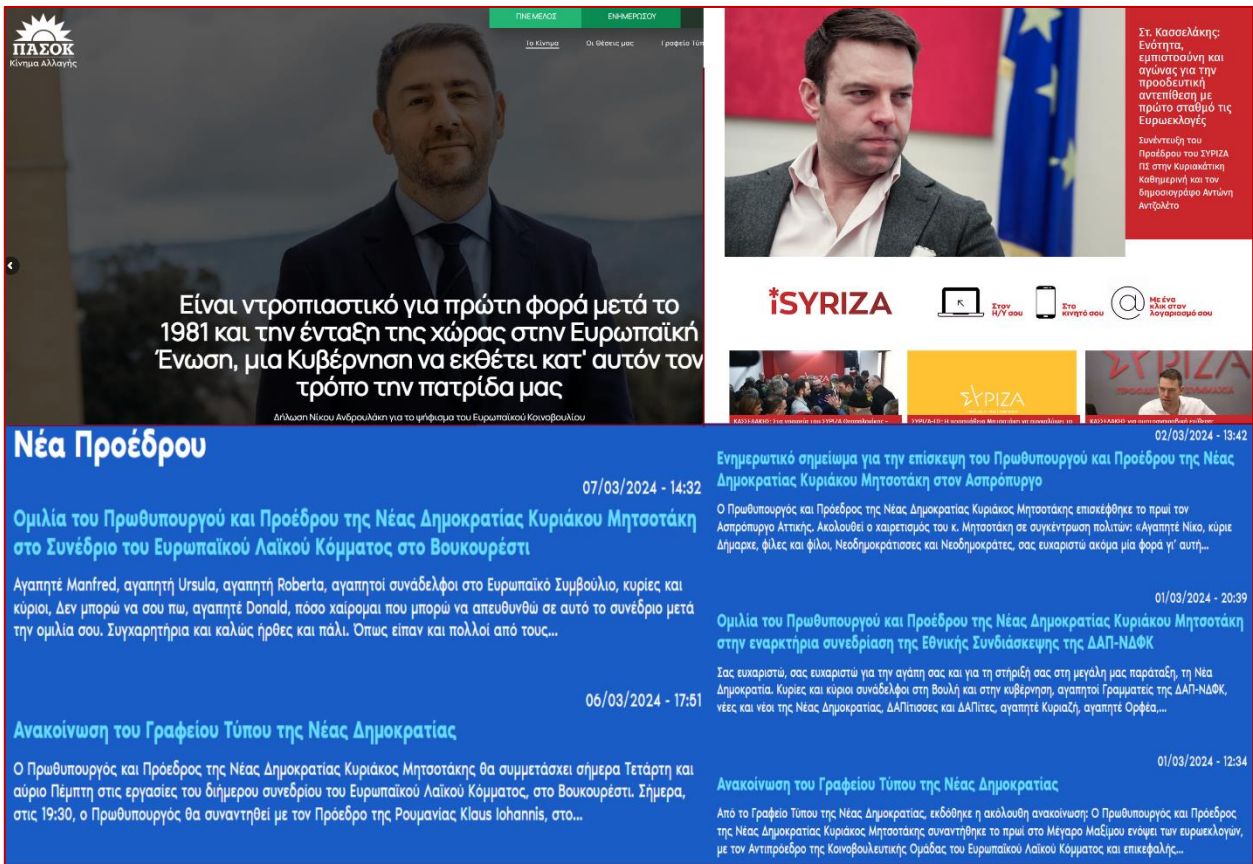 ΠΑΣΟΚ
Κίνημα Αλλαγής
ΓΙΝΕ ΜΕΛΟΣ
ΕΝΗΜΕΡΩΣΟΥ
Το Κίνημα
Οι Θέσεις μας
Γραφείο Τύπ
Είναι ντροπιαστικό για πρώτη φορά μετά το
1981 και την ένταξη της χώρας στην Ευρωπαϊκή
Ένωση, μια Κυβέρνηση να εκθέτει κατ' αυτόν τον
τρόπο την πατρίδα μας
Δήλωση Νίκου Ανδρουλάκη για το ψήφισμα του Ευρωπαϊκού Κοινοβουλίου
Στ. Κασσελάκης:
Ενότητα,
εμπιστοσύνη και
αγώνας για την
προοδευτική
αντεπίθεση με
πρώτο σταθμό τις
Ευρωεκλογές
Συνέντευξη του
Προέδρου του ΣΥΡΙΖΑ
ΠΣ στην Κυριακάτικη
Καθημερινή και τον
δημοσιογράφο Αντώνη
Αντζολέτο
iSYRIZA
Στον
Η/Υ σου
Στο
κινητό σου
Με ένα
κλικ στον
λογαριασμό σου
ΣΥΡΙΖΑ
ΡΙΖΑ
Νέα Προέδρου
07/03/2024 - 14:32
Ομιλία του Πρωθυπουργού και Προέδρου της Νέας Δημοκρατίας Κυριάκου Μητσοτάκη
στο Συνέδριο του Ευρωπαϊκού Λαϊκού Κόμματος στο Βουκουρέστι
Αγαπητέ Manfred, αγαπητή Ursula, αγαπητή Roberta, αγαπητοί συνάδελφοι στο Ευρωπαϊκό Συμβούλιο, κυρίες και
κύριοι, Δεν μπορώ να σου πω, αγαπητέ Donald, πόσο χαίρομαι που μπορώ να απευθυνθώ σε αυτό το συνέδριο μετά
την ομιλία σου. Συγχαρητήρια και καλώς ήρθες και πάλι. Όπως είπαν και πολλοί από τους...
06/03/2024 - 17:51
Ανακοίνωση του Γραφείου Τύπου της Νέας Δημοκρατίας
Ο Πρωθυπουργός και Πρόεδρος της Νέας Δημοκρατίας Κυριάκος Μητσοτάκης θα συμμετάσχει σήμερα Τετάρτη και
αύριο Πέμπτη στις εργασίες του διήμερου συνεδρίου του Ευρωπαϊκού Λαϊκού Κόμματος, στο Βουκουρέστι. Σήμερα,
στις 19:30, ο Πρωθυπουργός θα συναντηθεί με τον Πρόεδρο της Ρουμανίας Klaus Iohannis, στο...
02/03/2024 - 13:42
Ενημερωτικό σημείωμα για την επίσκεψη του Πρωθυπουργού και Προέδρου της Νέας
Δημοκρατίας Κυριάκου Μητσοτάκη στον Ασπρόπυργο
Ο Πρωθυπουργός και Πρόεδρος της Νέας Δημοκρατίας Κυριάκος Μητσοτάκης επισκέφθηκε το πρωί τον
Ασπρόπυργο Αττικής. Ακολουθεί ο χαιρετισμός του κ. Μητσοτάκη σε συγκέντρωση πολιτών: «Αγαπητέ Νίκο, κύριε
Δήμαρχε, φίλες και φίλοι, Νεοδημοκράτισσες και Νεοδημοκράτες, σας ευχαριστώ ακόμα μία φορά γι' αυτή...
01/03/2024 - 20:39
Ομιλία του Πρωθυπουργού και Προέδρου της Νέας Δημοκρατίας Κυριάκου Μητσοτάκη
στην εναρκτήρια συνεδρίαση της Εθνικής Συνδιάσκεψης της ΔΑΠ-ΝΔΦΚ
Σας ευχαριστώ, σας ευχαριστώ για την αγάπη σας και για τη στήριξή σας στη μεγάλη μας παράταξη, τη Νέα
Δημοκρατία. Κυρίες και κύριοι συνάδελφοι στη Βουλή και στην κυβέρνηση, αγαπητοί Γραμματείς της ΔΑΠ-ΝΔΦΚ,
νέες και νέοι της Νέας Δημοκρατίας, ΔΑΠίτισσες και ΔΑΠίτες, αγαπητέ Κυριαζή, αγαπητέ Ορφέα,...
01/03/2024 - 12:34
Ανακοίνωση του Γραφείου Τύπου της Νέας Δημοκρατίας
Από το Γραφείο Τύπου της Νέας Δημοκρατίας, εκδόθηκε η ακόλουθη ανακοίνωση: Ο Πρωθυπουργός και Πρόεδρος
της Νέας Δημοκρατίας Κυριάκος Μητσοτάκης συναντήθηκε το πρωί στο Μέγαρο Μαξίμου ενόψει των ευρωεκλογών,
με τον Αντιπρόεδρο της Κοινοβουλευτικής Ομάδας του Ευρωπαϊκού Λαϊκού Κόμματος και επικεφαλής...